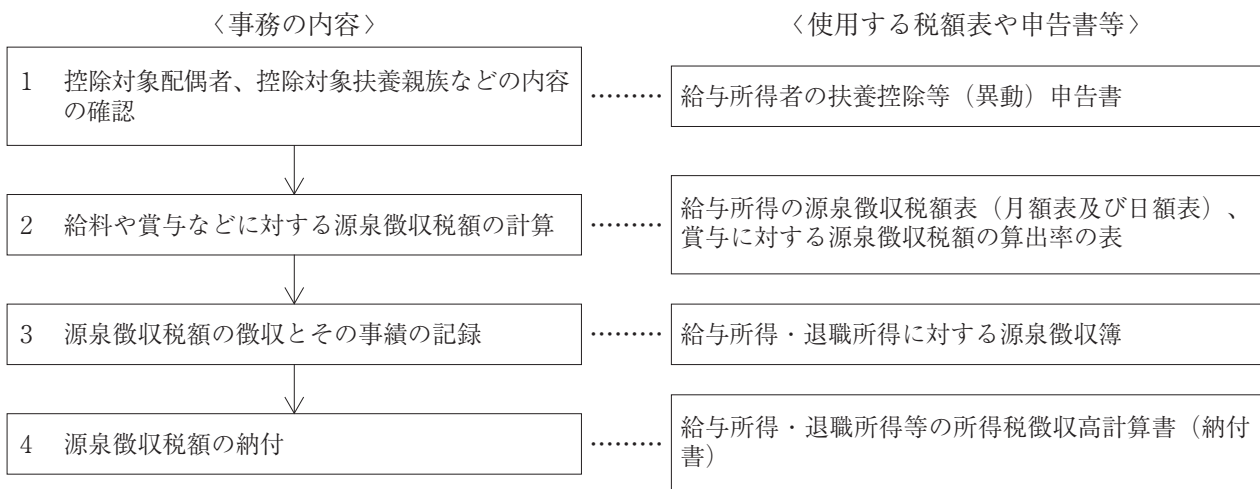 〈事務の内容〉
〈使用する税額表や申告書等〉
1 控除対象配偶者、控除対象扶養親族などの内容
の確認
………
給与所得者の扶養控除等（異動）申告書
2 給料や賞与などに対する源泉徴収税額の計算
………
給与所得の源泉徴収税額表（月額表及び日額表）、
賞与に対する源泉徴収税額の算出率の表
3 源泉徴収税額の徴収とその事績の記録
………
給与所得・退職所得に対する源泉徴収簿
4 源泉徴収税額の納付
………
給与所得・退職所得等の所得税徴収高計算書（納付
書）